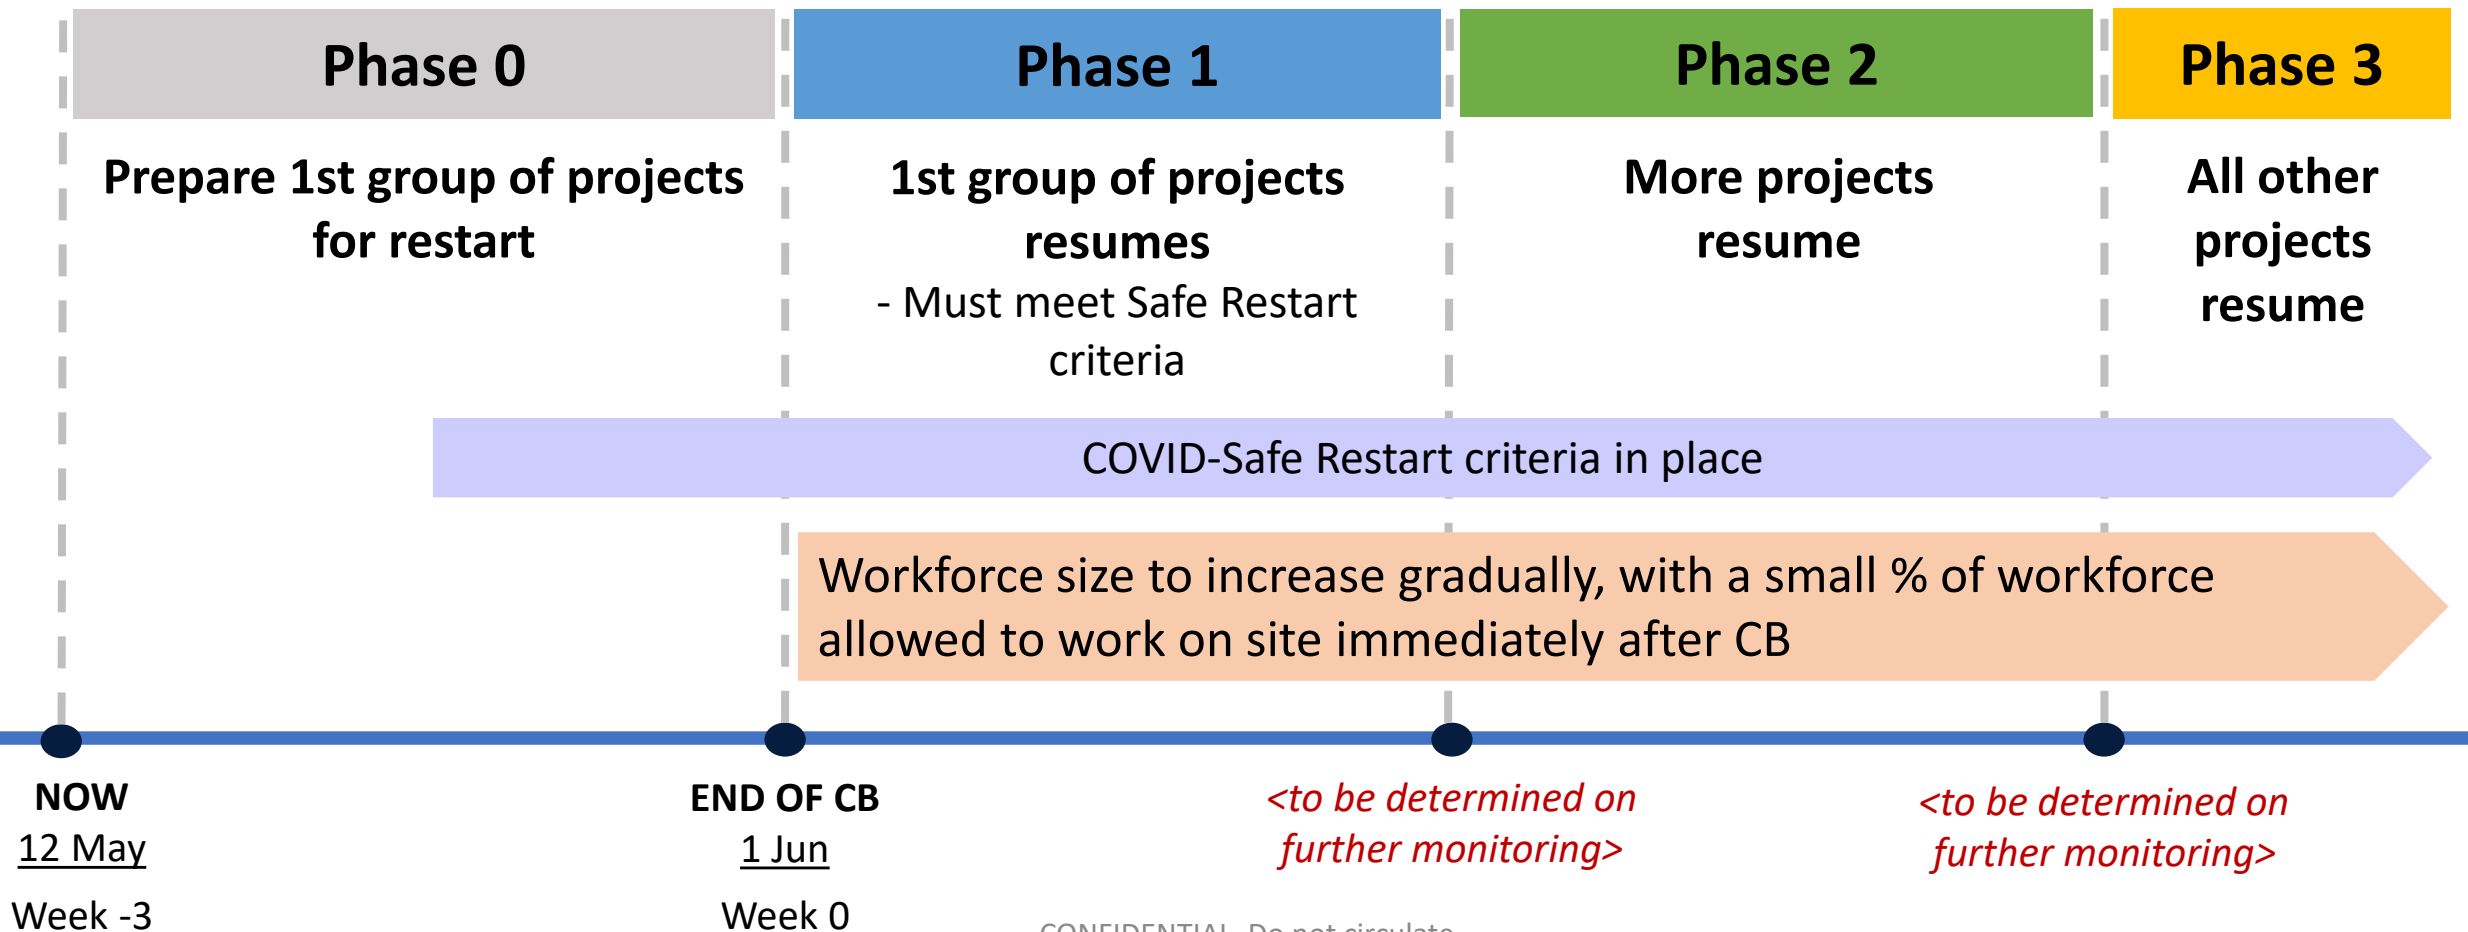 Phase 0
Phase 1
Phase 2
Phase 3
Prepare 1st group of projects
for restart
1st group of projects
resumes
- Must meet Safe Restart
criteria
More projects
resume
All other
projects
resume
COVID-Safe Restart criteria in place
Workforce size to increase gradually, with a small % of workforce
allowed to work on site immediately after CB
NOW
12 May
Week -3
END OF CB
1 Jun
Week 0
<to be determined on
further monitoring>
<to be determined on
further monitoring>
CONFIDENTIAL. Do not circulate